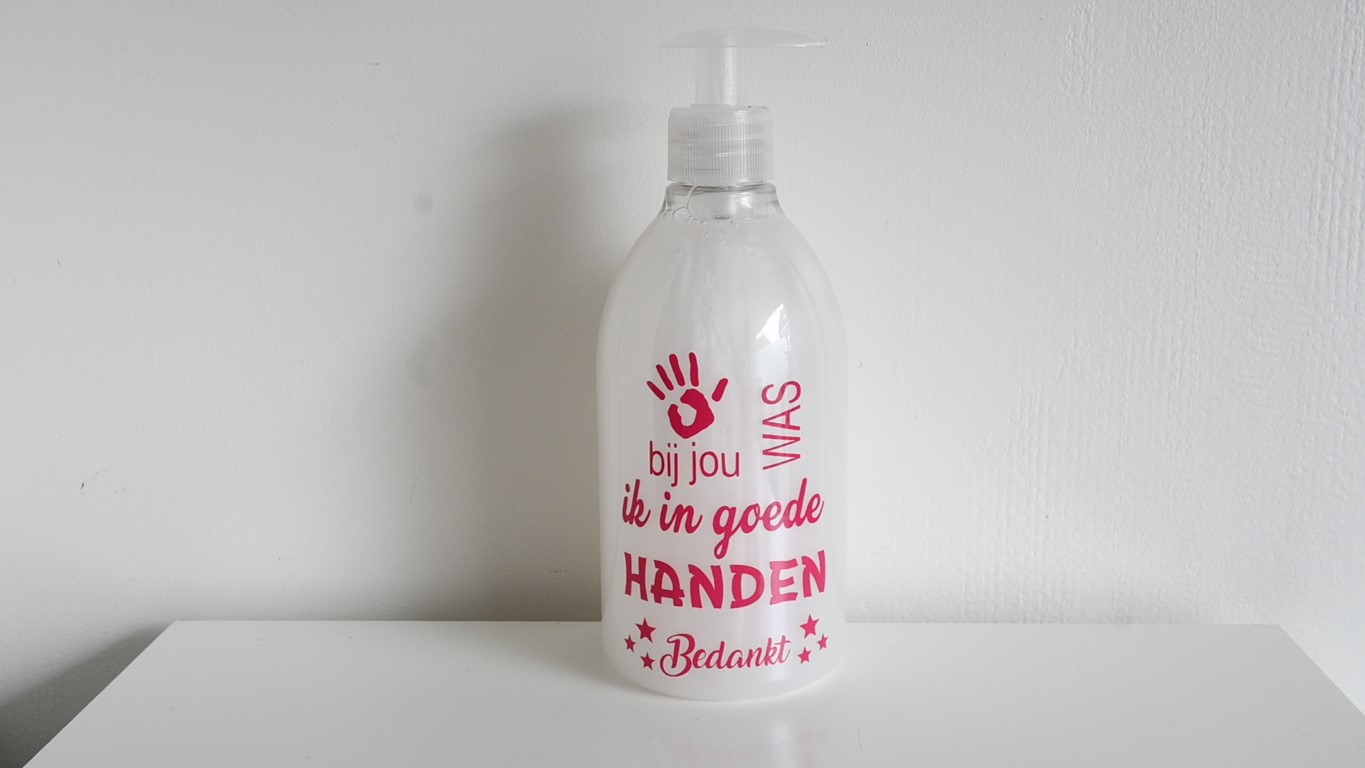 bij jou WAS
ik in goede
HANDEN
Bedankt